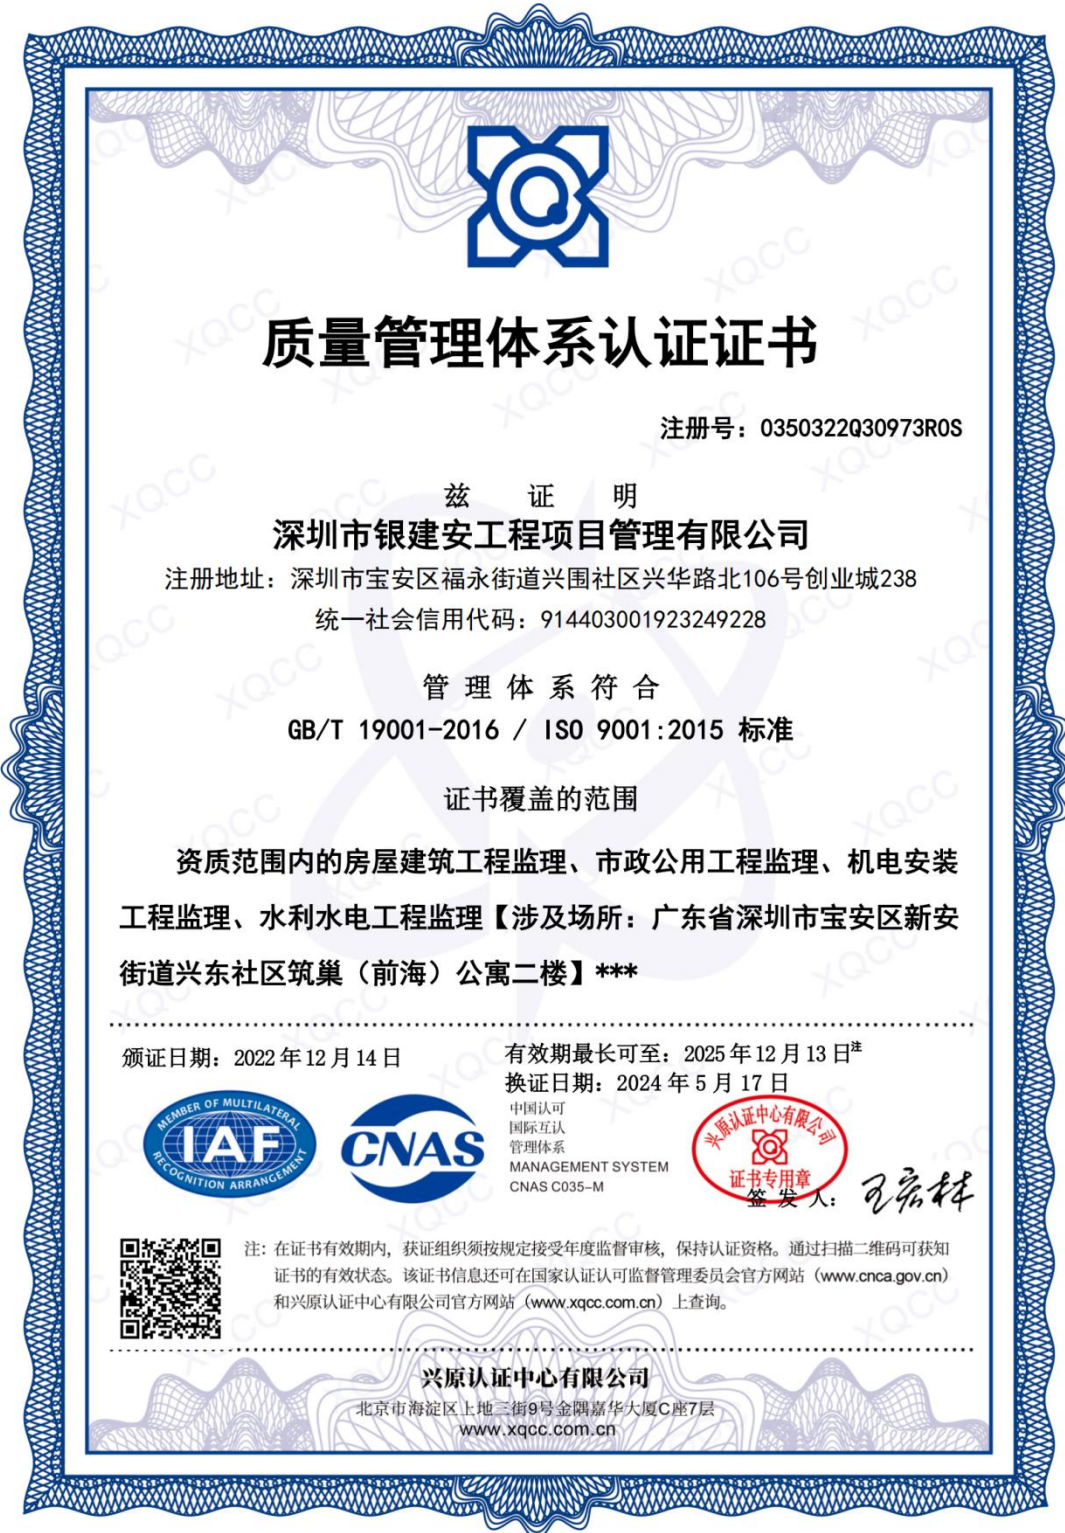 质量管理体系认证证书
注册号：0350322Q30973R0S
兹 证 明
深圳市银建安工程项目管理有限公司
注册地址：深圳市宝安区福永街道兴围社区兴华路北106号创业城238
统一社会信用代码：914403001923249228
管 理 体 系 符 合
GB/T 19001-2016 / ISO 9001:2015 标准
证书覆盖的范围
资质范围内的房屋建筑工程监理、市政公用工程监理、机电安装
工程监理、水利水电工程监理【涉及场所：广东省深圳市宝安区新安
街道兴东社区筑巢（前海）公寓二楼】***
颁证日期：2022年12月14日
有效期最长可至：2025年12月13日注
换证日期：2024年5月17日
MEMBER OF MULTILATERAL
IAF
RECOGNITION ARRANGEMENT
CNAS
中国认可
国际互认
管理体系
MANAGEMENT SYSTEM
CNAS C035-M
兴原认证中心有限公司
证书专用章
签 发 人：
王宏林
注：在证书有效期内，获证组织须按规定接受年度监督审核，保持认证资格。通过扫描二维码可获知
证书的有效状态。该证书信息还可在国家认证认可监督管理委员会官方网站（www.cnca.gov.cn）
和兴原认证中心有限公司官方网站（www.xqcc.com.cn）上查询。
兴原认证中心有限公司
北京市海淀区上地三街9号金隅嘉华大厦C座7层
www.xqcc.com.cn